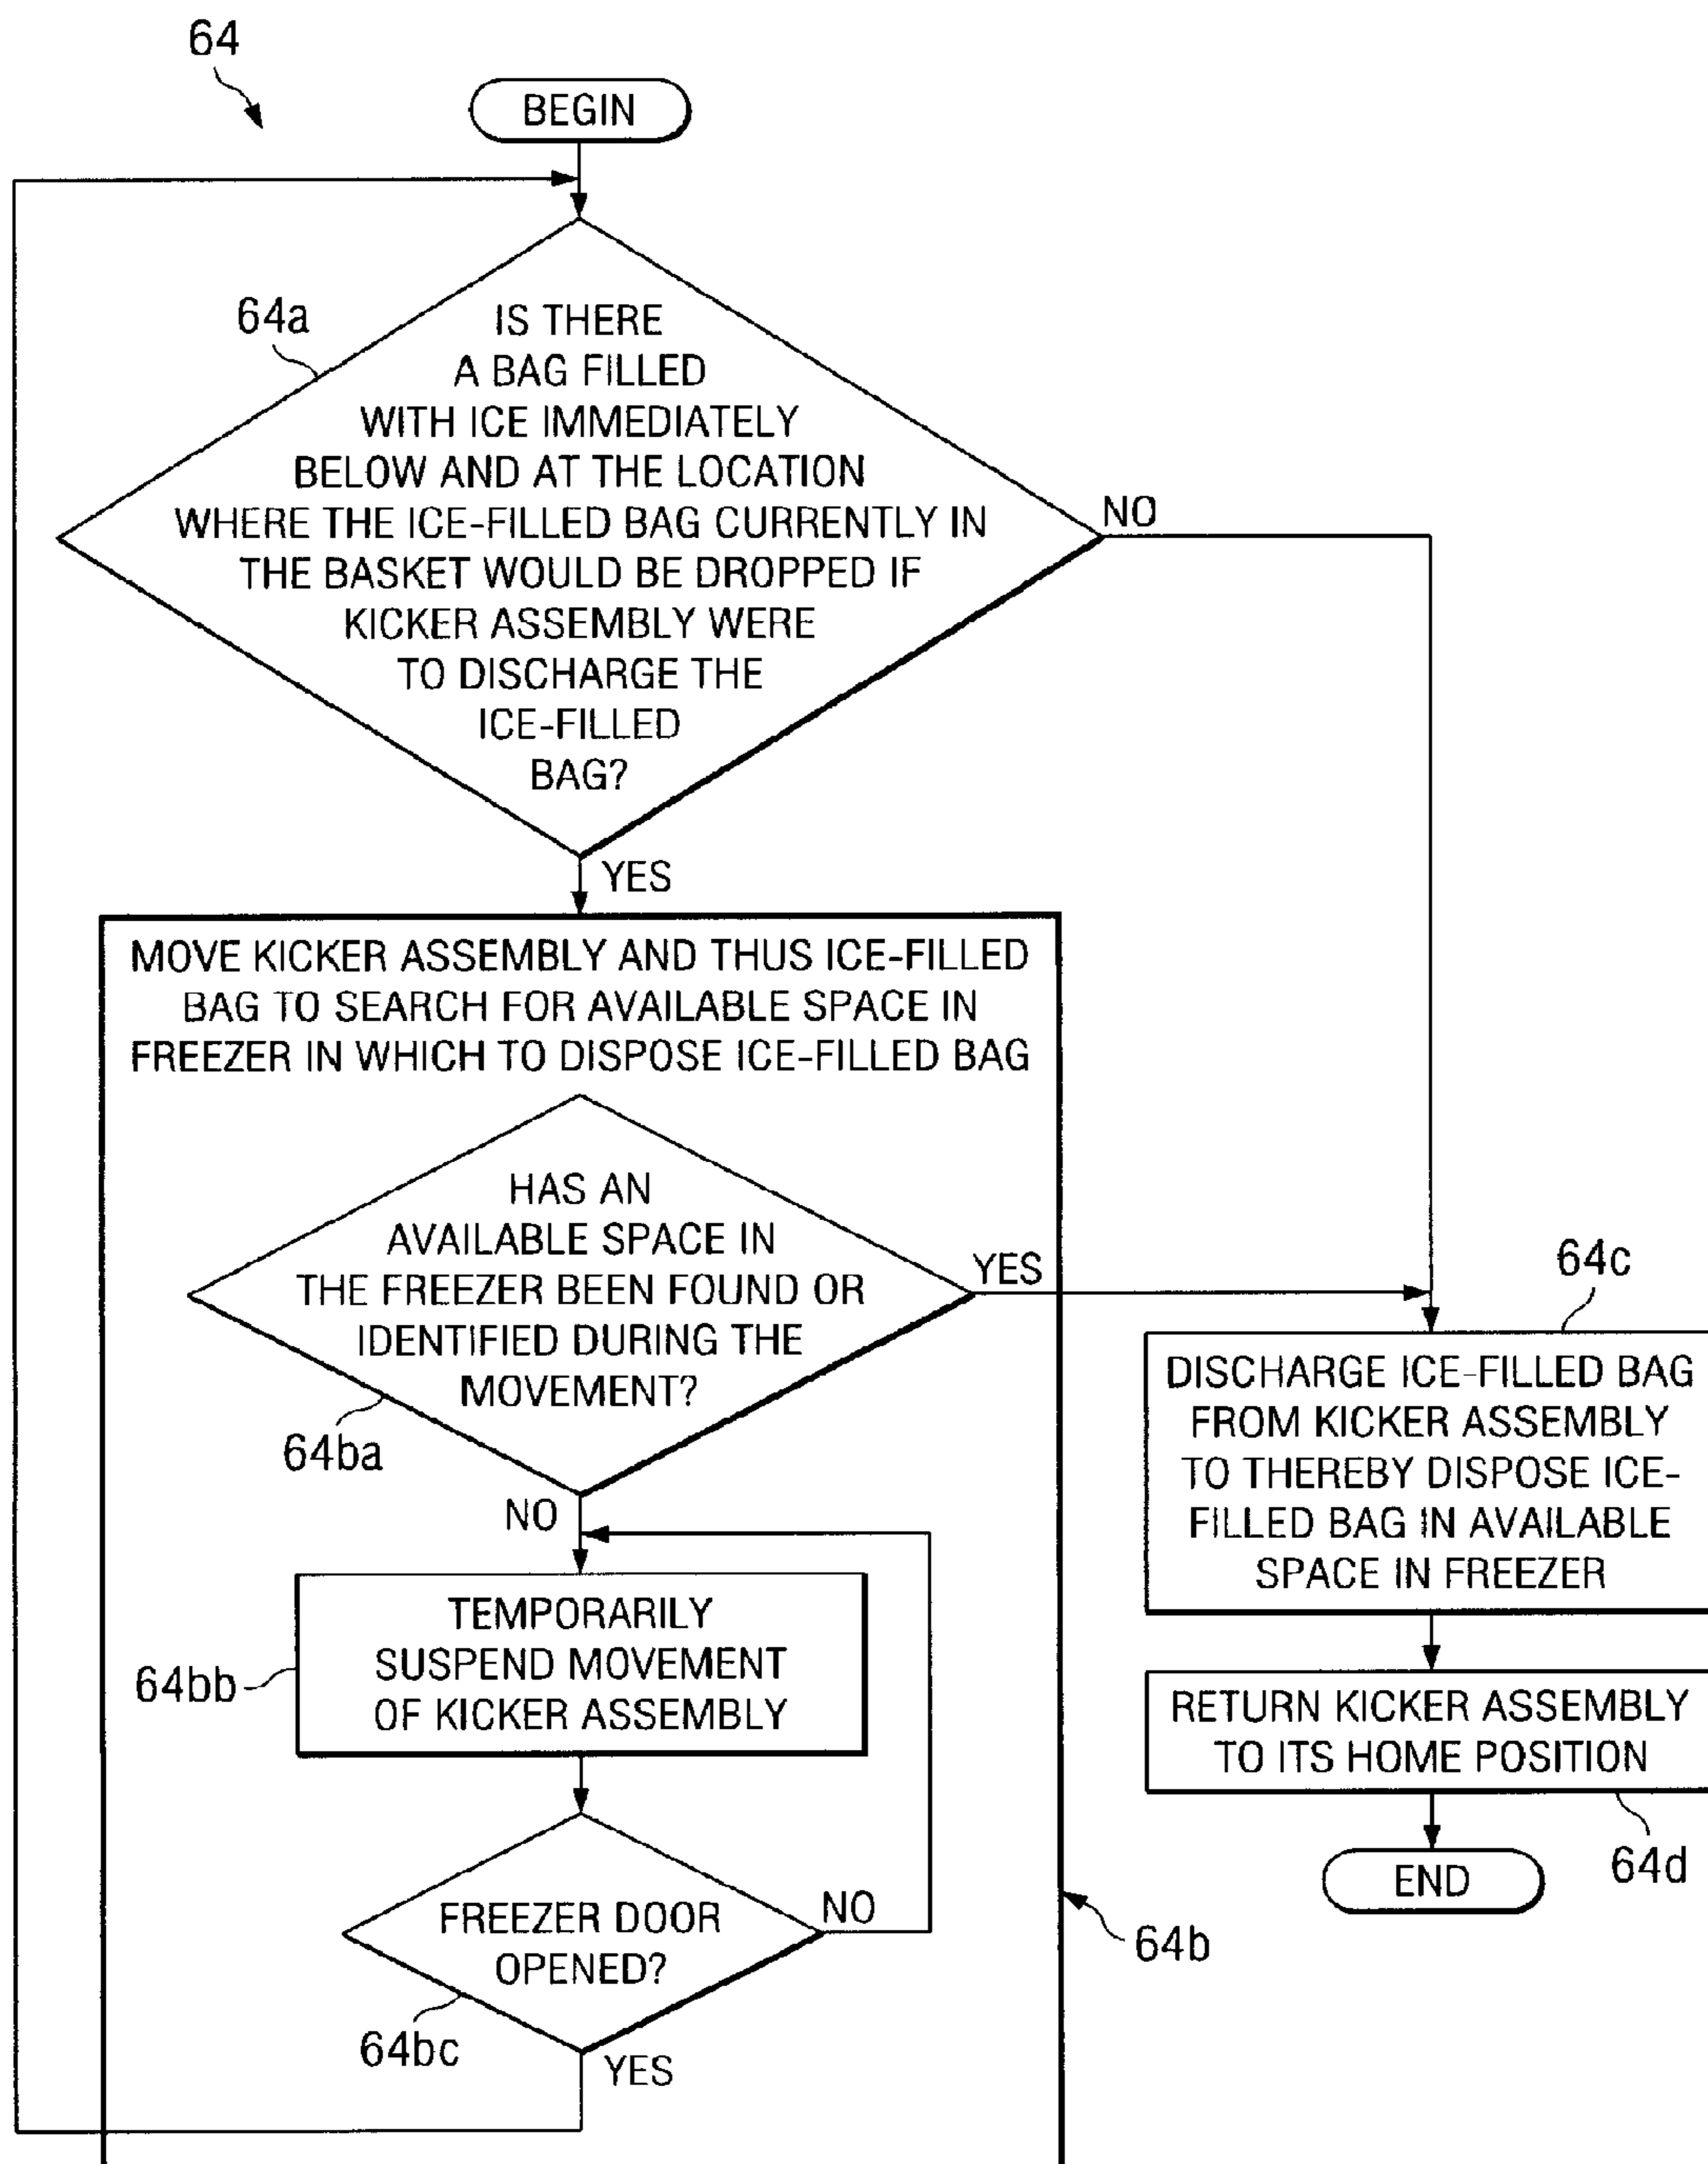 64
BEGIN
64a
IS THERE
A BAG FILLED
WITH ICE IMMEDIATELY
BELOW AND AT THE LOCATION
WHERE THE ICE-FILLED BAG CURRENTLY IN
THE BASKET WOULD BE DROPPED IF
KICKER ASSEMBLY WERE
TO DISCHARGE THE
ICE-FILLED
BAG?
NO
YES
MOVE KICKER ASSEMBLY AND THUS ICE-FILLED
BAG TO SEARCH FOR AVAILABLE SPACE IN
FREEZER IN WHICH TO DISPOSE ICE-FILLED BAG
HAS AN
AVAILABLE SPACE IN
THE FREEZER BEEN FOUND OR
IDENTIFIED DURING THE
MOVEMENT?
YES
64ba
NO
TEMPORARILY
SUSPEND MOVEMENT
OF KICKER ASSEMBLY
64bb
FREEZER DOOR
OPENED?
NO
64bc
YES
64b
64c
DISCHARGE ICE-FILLED BAG
FROM KICKER ASSEMBLY
TO THEREBY DISPOSE ICE-
FILLED BAG IN AVAILABLE
SPACE IN FREEZER
RETURN KICKER ASSEMBLY
TO ITS HOME POSITION
64d
END